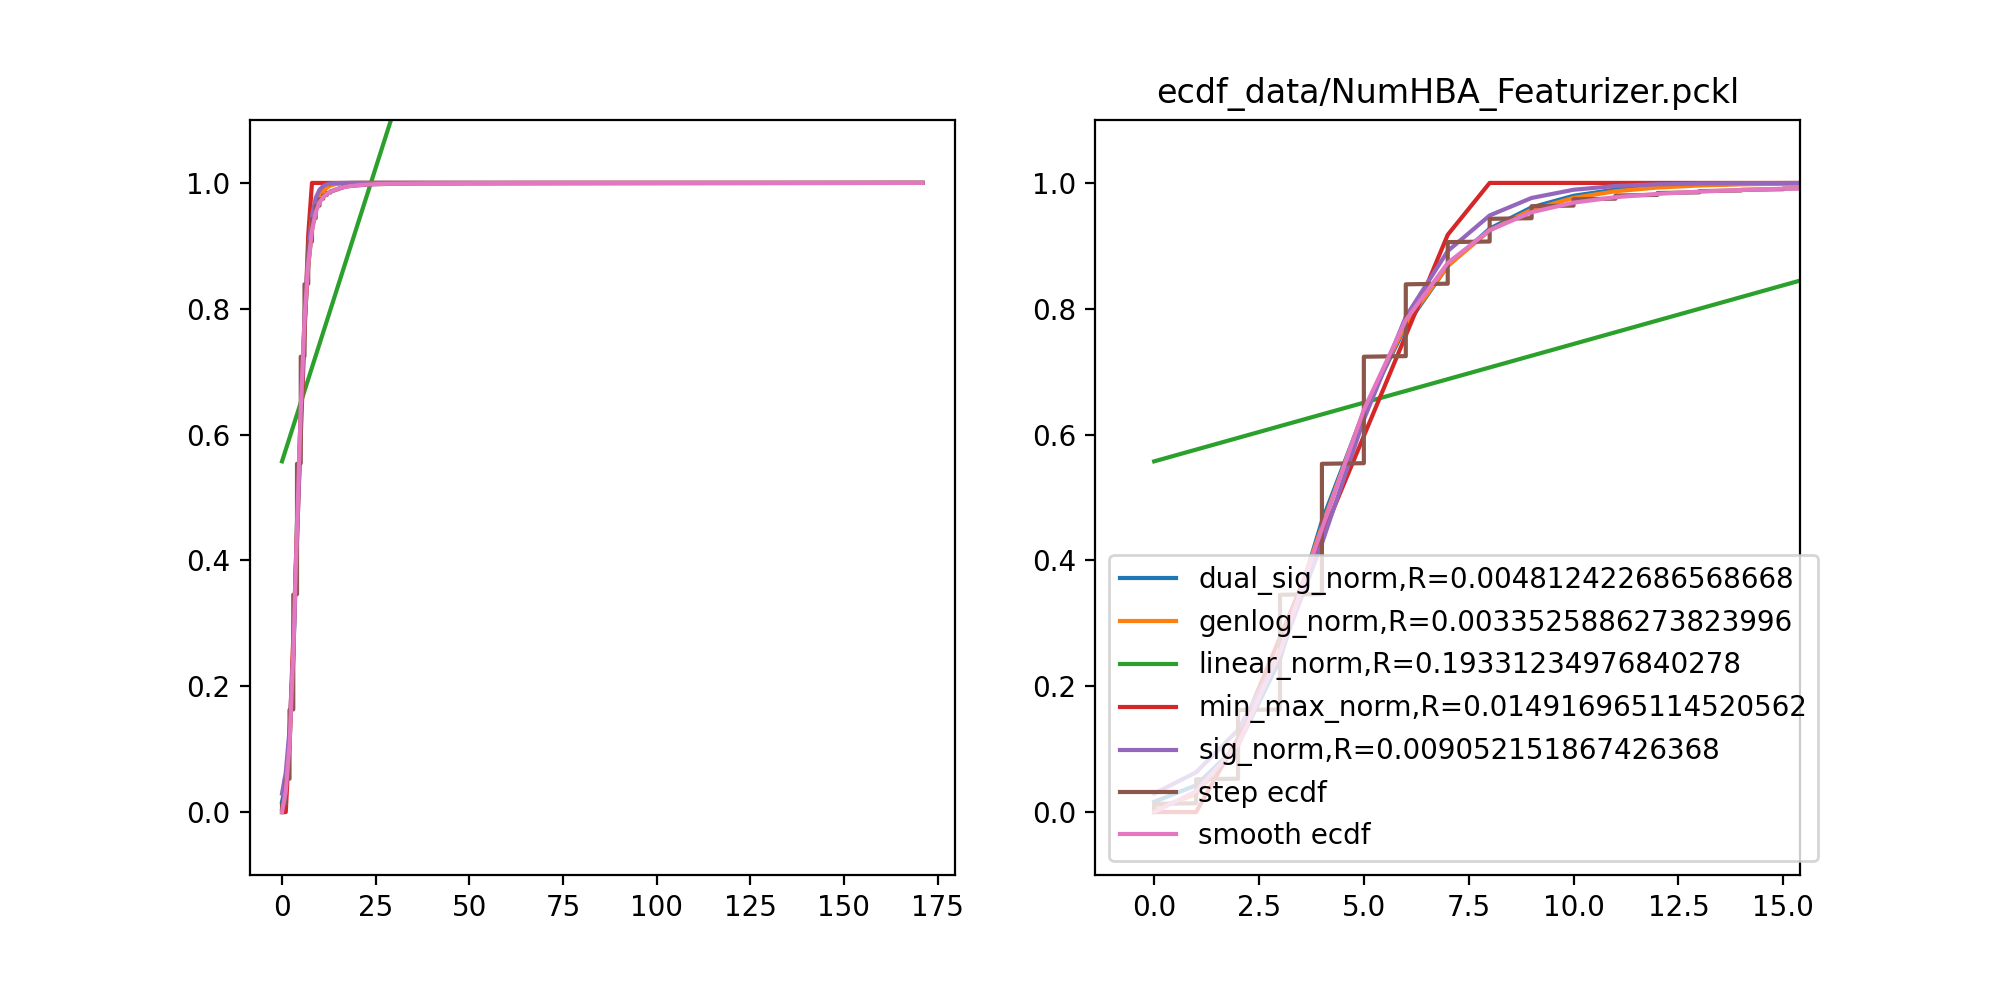 ecdf_data/NumHBA_Featurizer.pckl
1.0
0.8
0.6
0.4
0.2
0.0
0 25 50 75 100 125 150 175
1.0
0.8
0.6
0.4
0.2
0.0
0.0 2.5 5.0 7.5 10.0 12.5 15.0
dual_sig_norm,R=0.004812422686568668
genlog_norm,R=0.0033525886273823996
linear_norm,R=0.19331234976840278
min_max_norm,R=0.014916965114520562
sig_norm,R=0.009052151867426368
step ecdf
smooth ecdf